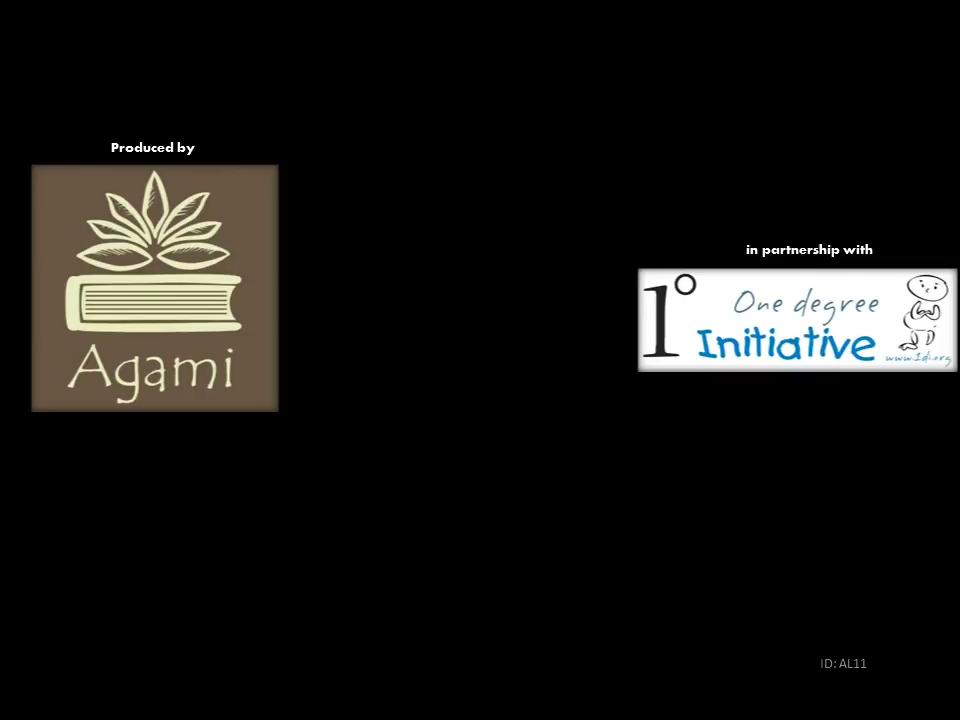 Produced by
Agami
in partnership with
1°
One degree
Initiative
www.1di.org
ID: AL11